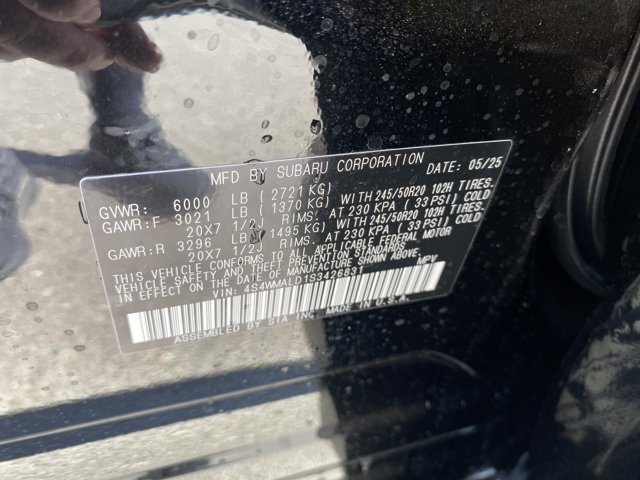 MFD BY SUBARU CORPORATION DATE: 05/25
GVWR: 6000 LB ( 2721 KG)
GAWR:F 3021 LB ( 1370 KG) WITH 245/50R20 102H TIRES,
20X7 1/2J RIMS, AT 230 KPA ( 33 PSI) COLD
GAWR:R 3296 LB 1495 KG) WITH 245/50R20 102H TIRES,
20X7 1/2J RIMS, AT 230 KPA ( 33 PSI) COLD
THIS VEHICLE CONFORMS TO ALL APPLICABLE FEDERAL MOTOR
VEHICLE SAFETY AND THEFT PREVENTION STANDARDS
IN EFFECT ON THE DATE OF MANUFACTURE SHOWN ABOVE.
VIN: 4S4WMALD1S3426831 MPV
ASSEMBLED BY SIA INC. MADE IN U.S.A.